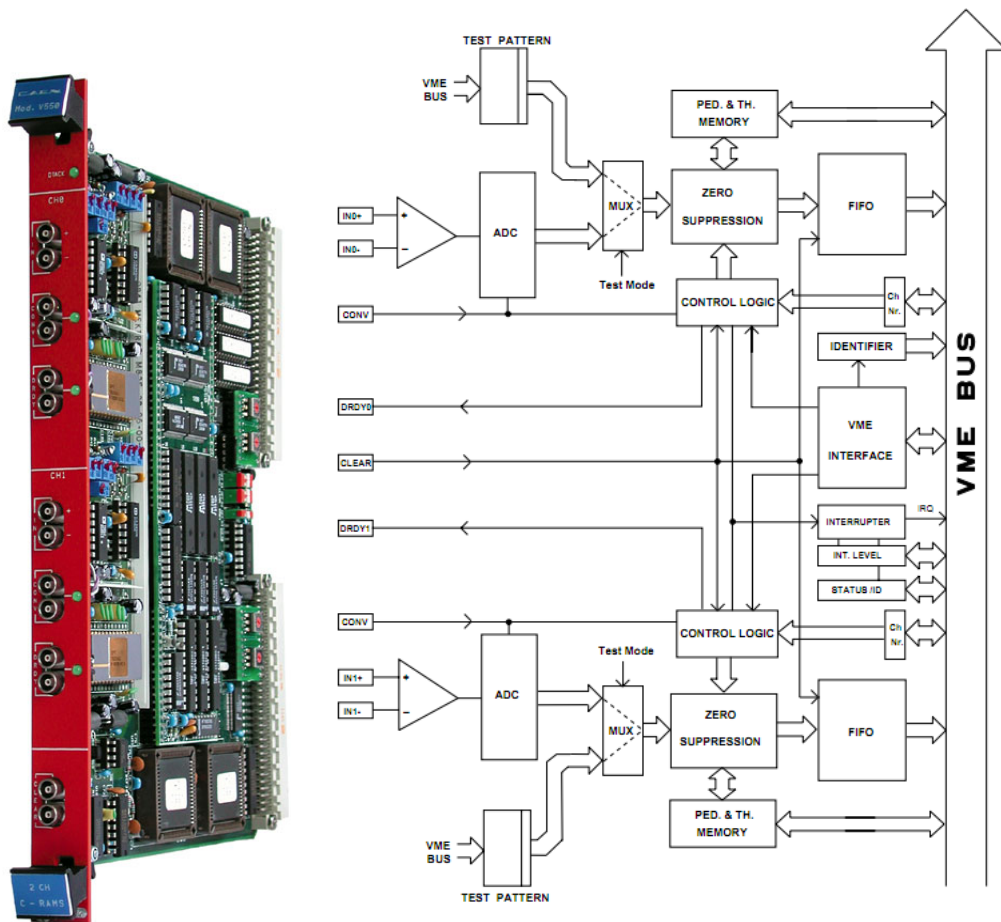 CAEN
Mod. V550
DTACK
CH0
CH1
CLEAR
2 CH
C - RAMS
TEST PATTERN
VME
BUS
PED. & TH.
MEMORY
MUX
ZERO
SUPPRESSION
FIFO
IN0+
IN0-
ADC
Test Mode
CONV
CONTROL LOGIC
Ch
Nr.
IDENTIFIER
DRDY0
VME
INTERFACE
CLEAR
DRDY1
INTERRUPTER
IRQ
INT. LEVEL
STATUS /ID
CONV
CONTROL LOGIC
Ch
Nr.
Test Mode
IN1+
IN1-
ADC
MUX
ZERO
SUPPRESSION
FIFO
PED. & TH.
MEMORY
VME
BUS
TEST PATTERN
VME BUS